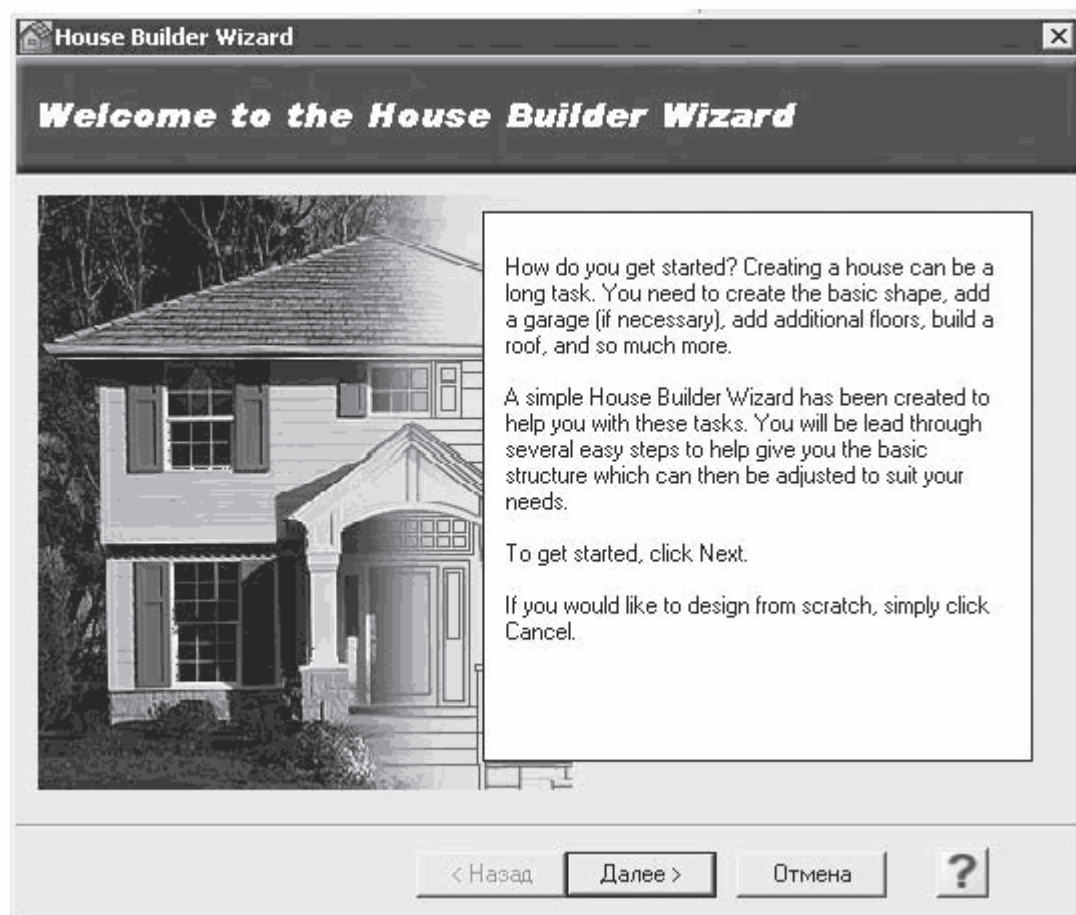 House Builder Wizard
Welcome to the House Builder Wizard
How do you get started? Creating a house can be a
long task. You need to create the basic shape, add
a garage (if necessary), add additional floors, build a
roof, and so much more.
A simple House Builder Wizard has been created to
help you with these tasks. You will be lead through
several easy steps to help give you the basic
structure which can then be adjusted to suit your
needs.
To get started, click Next.
If you would like to design from scratch, simply click
Cancel.
< Назад
Далее >
Отмена
?